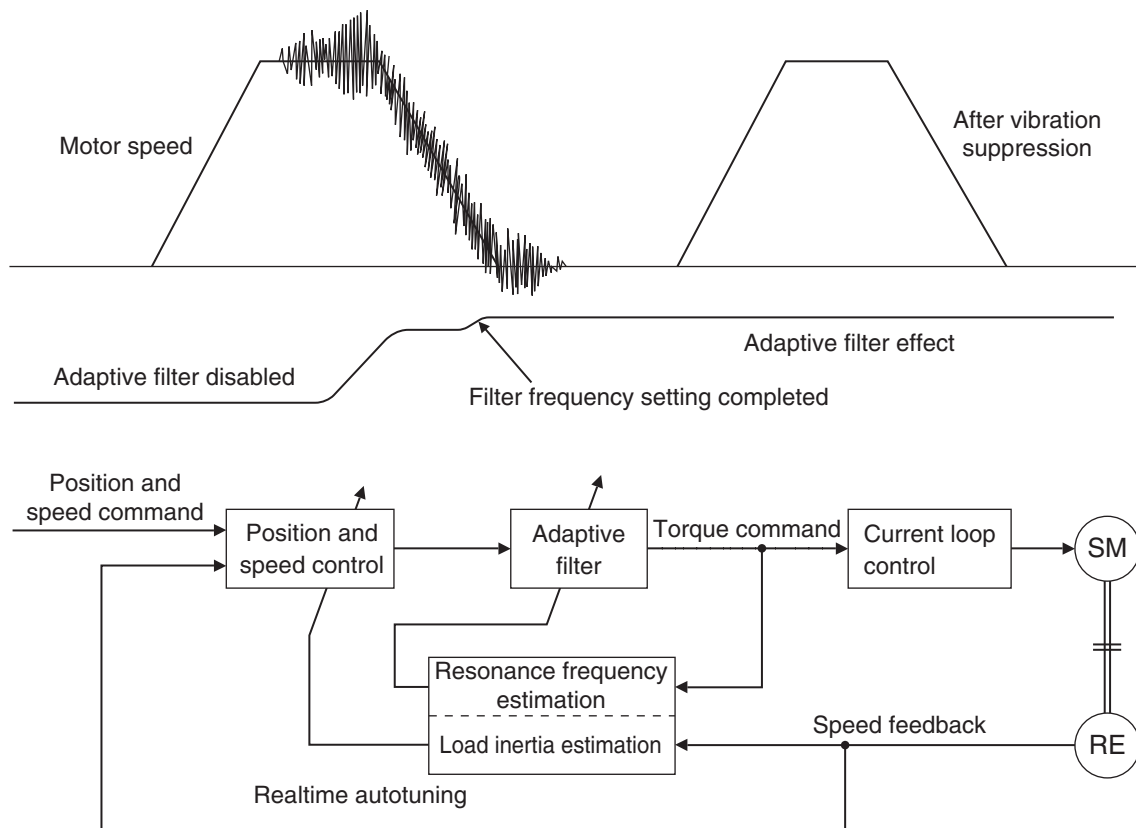 Motor speed
After vibration
suppression
Adaptive filter disabled
Adaptive filter effect
Filter frequency setting completed
Position and
speed command
Position and
speed control
Adaptive
filter
Torque command
Current loop
control
SM
Resonance frequency
estimation
Load inertia estimation
Speed feedback
RE
Realtime autotuning